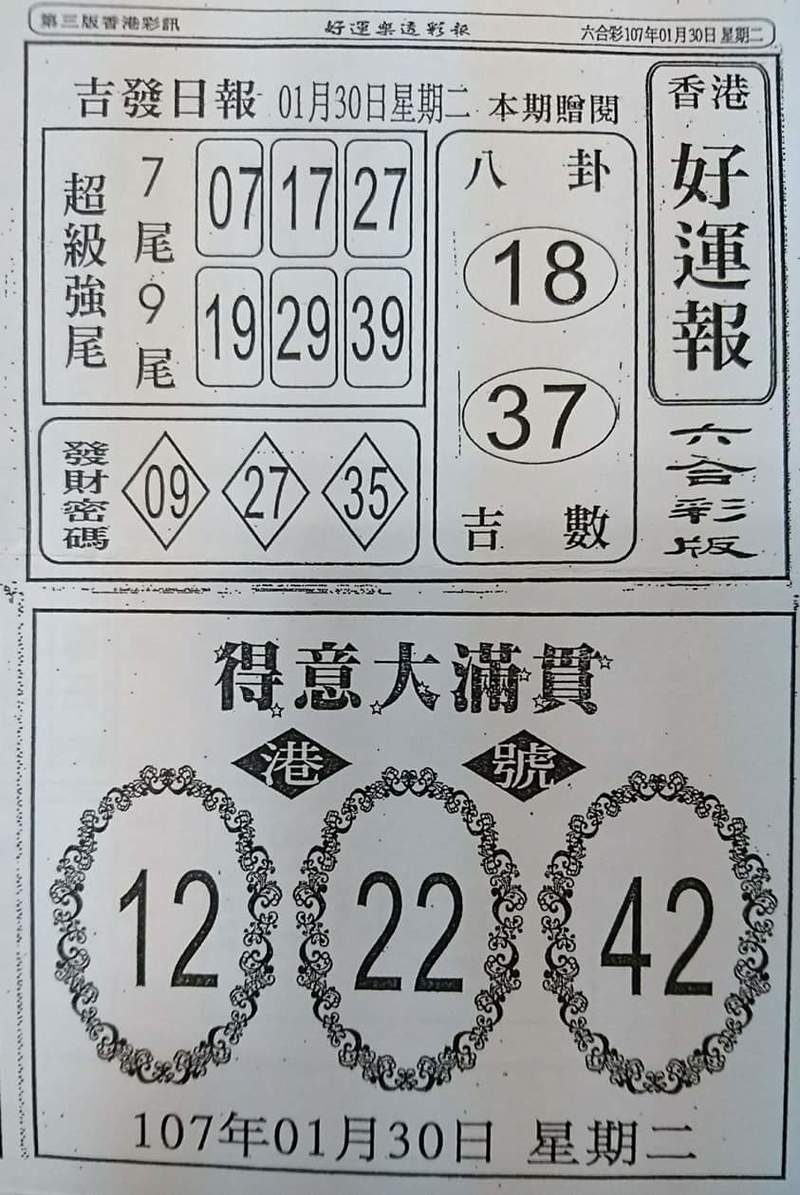 第三版香港彩訊
好運樂透彩報
六合彩107年01月30日 星期二
吉發日報 01月30日星期二 本期贈閱
香港
好運報
六合彩版
超級強尾
7尾
07 17 27
9尾
19 29 39
八卦
18
37
吉數
發財密碼
09 27 35
得意大滿貫
港號
12 22 42
107年01月30日 星期二